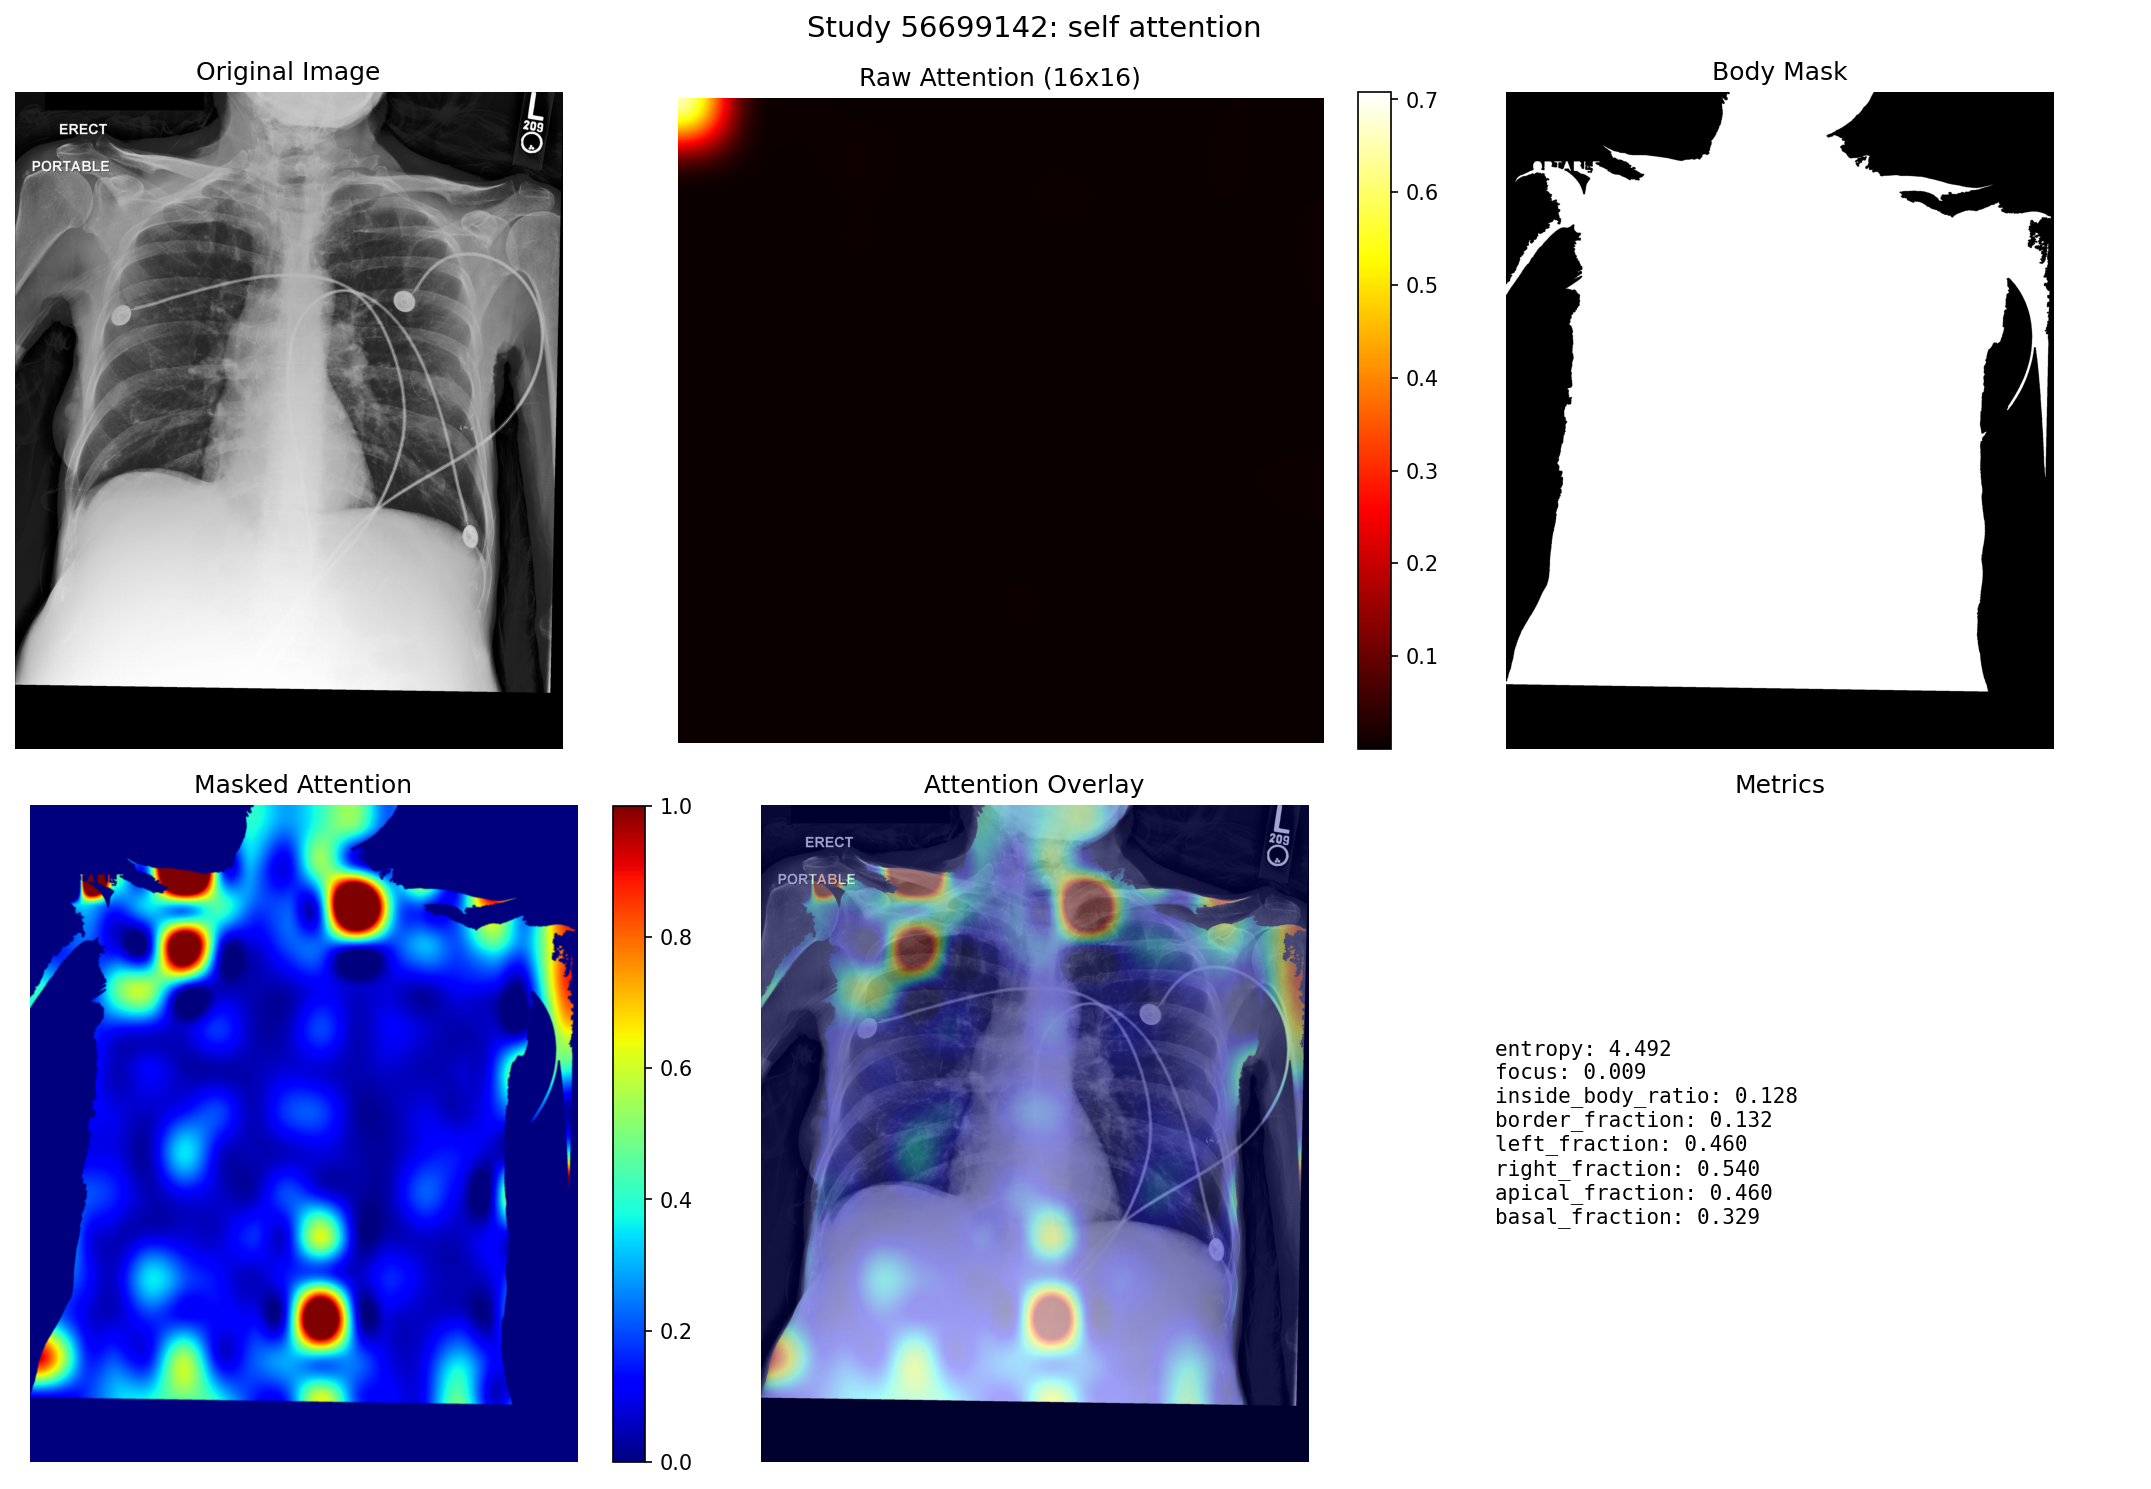 Study 56699142: self attention
Original Image
Raw Attention (16x16)
Body Mask
ERECT
PORTABLE
L
209
0.7
0.6
0.5
0.4
0.3
0.2
0.1
Masked Attention
Attention Overlay
Metrics
1.0
0.8
0.6
0.4
0.2
0.0
ERECT
PORTABLE
L
209
entropy: 4.492
focus: 0.009
inside_body_ratio: 0.128
border_fraction: 0.132
left_fraction: 0.460
right_fraction: 0.540
apical_fraction: 0.460
basal_fraction: 0.329